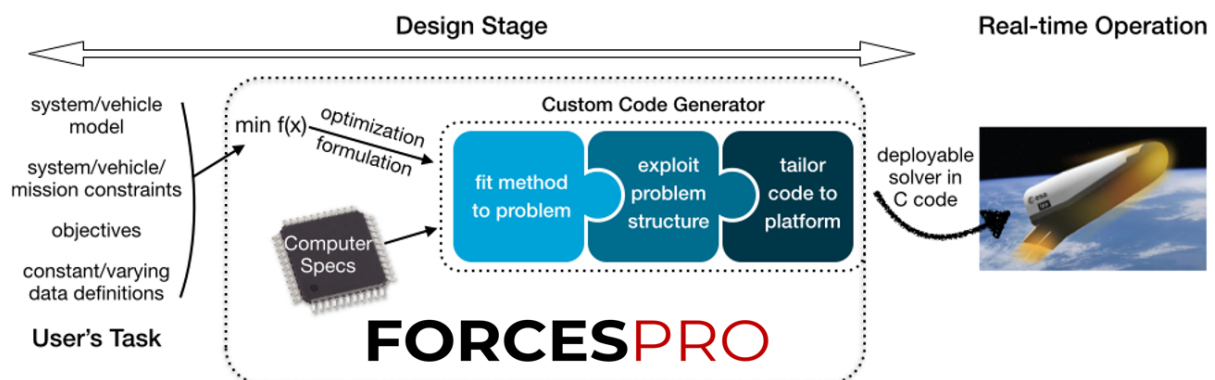 Design Stage
Real-time Operation
system/vehicle
model
system/vehicle/
mission constraints
objectives
constant/varying
data definitions
User's Task
min f(x)
optimization
formulation
Computer
Specs
Custom Code Generator
fit method
to problem
exploit
problem
structure
tailor
code to
platform
FORCESPRO
deployable
solver in
C code
esa